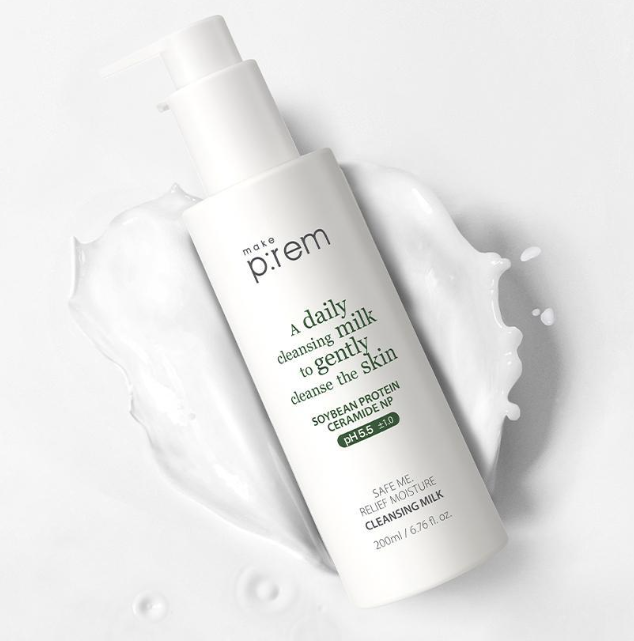 make
p:rem
A daily
cleansing milk
to gently
cleanse the skin
SOYBEAN PROTEIN
CERAMIDE NP
pH 5.5 ±1.0
SAFE ME.
RELIEF MOISTURE
CLEANSING MILK
200ml / 6.76 fl. oz.